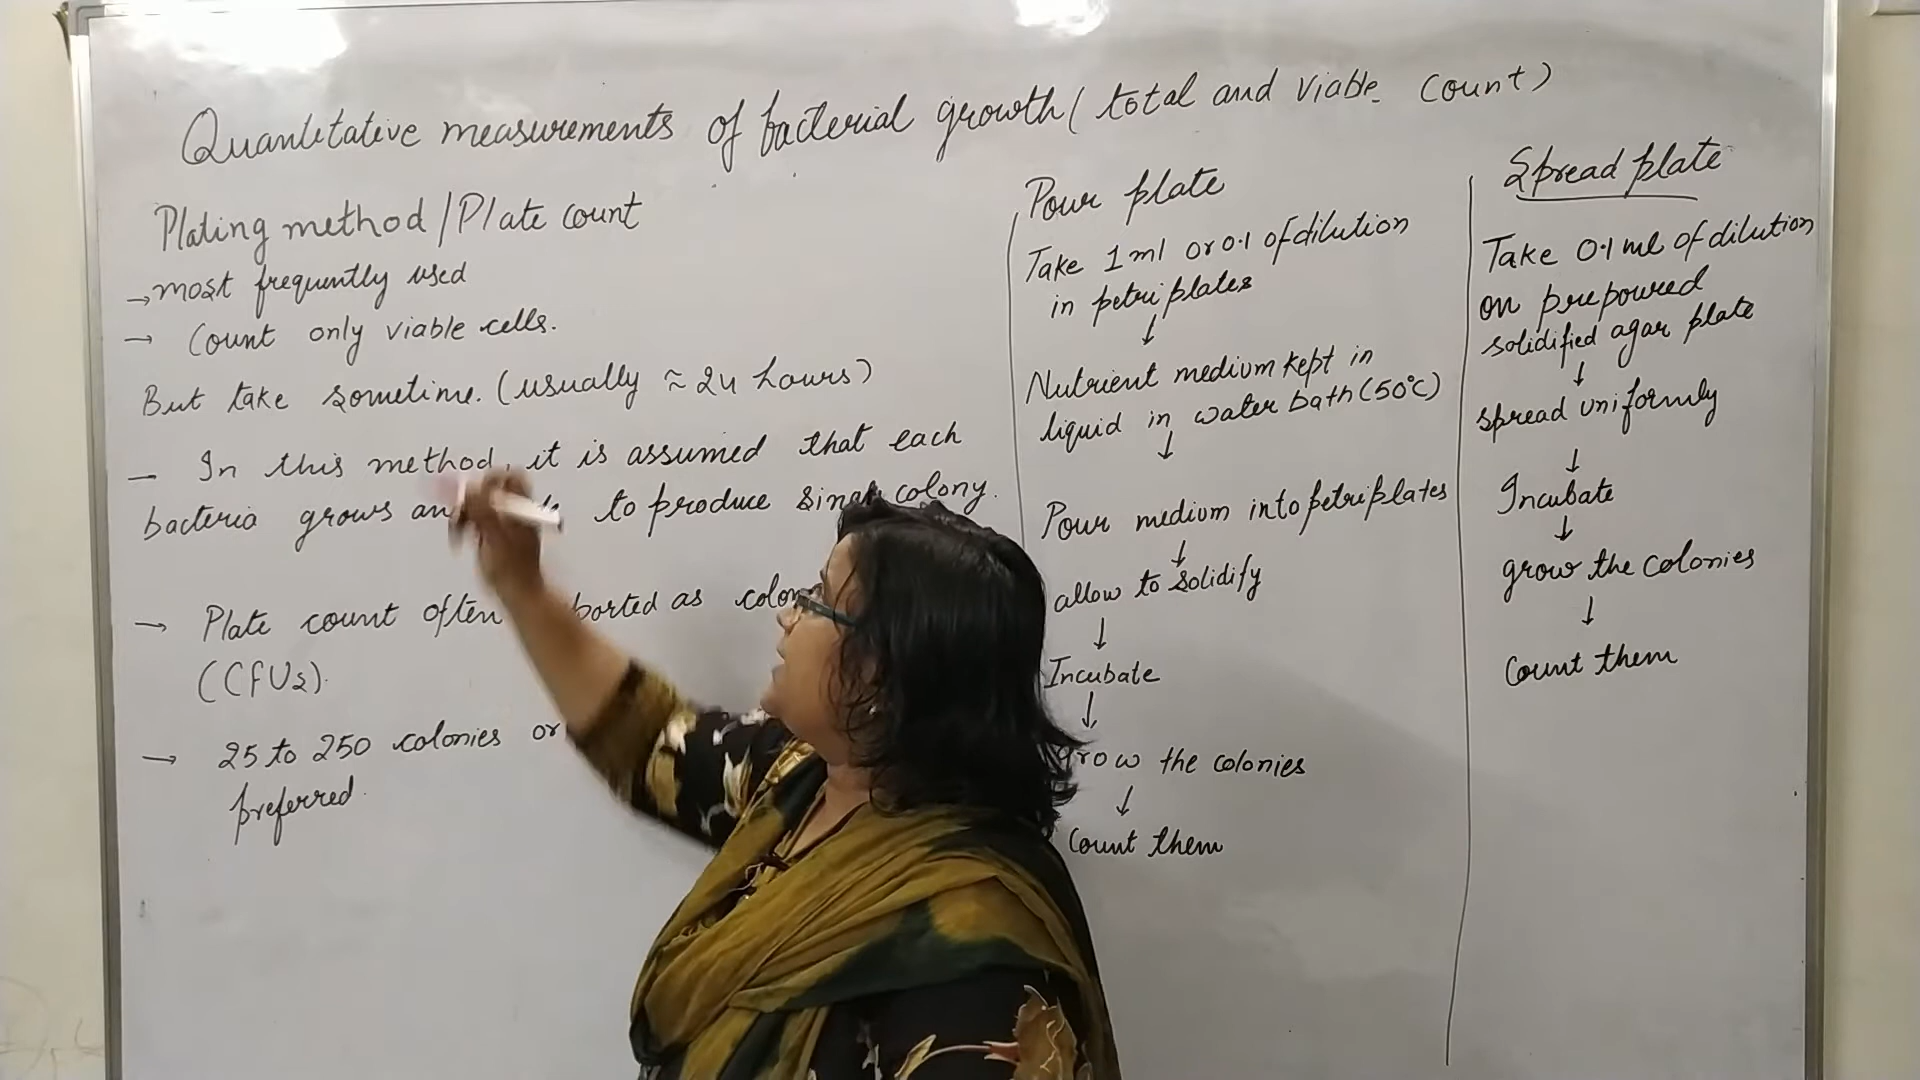 Quantitative measurements of bacterial growth (total and viable count)
Plating method/Plate count
→ most frequently used
→ Count only viable cells.
But take sometime. (usually ≈ 24 hours)
- In this method, it is assumed that each
bacteria grows to produce colony.
→ Plate count often as
(CFUs).
→ 25 to 250 colonies or
preferred.
Pour plate
Take 1ml or 0.1 of dilution
in petriplates
↓
Nutrient medium kept in
liquid in water bath (50°C)
↓
Pour medium into petriplates
↓
allow to solidify
↓
Incubate
↓
grow the colonies
↓
Count them
Spread plate
Take 0.1 ml of dilution
on prepoured
solidified agar plate
↓
spread uniformly
↓
Incubate
↓
grow the colonies
↓
Count them